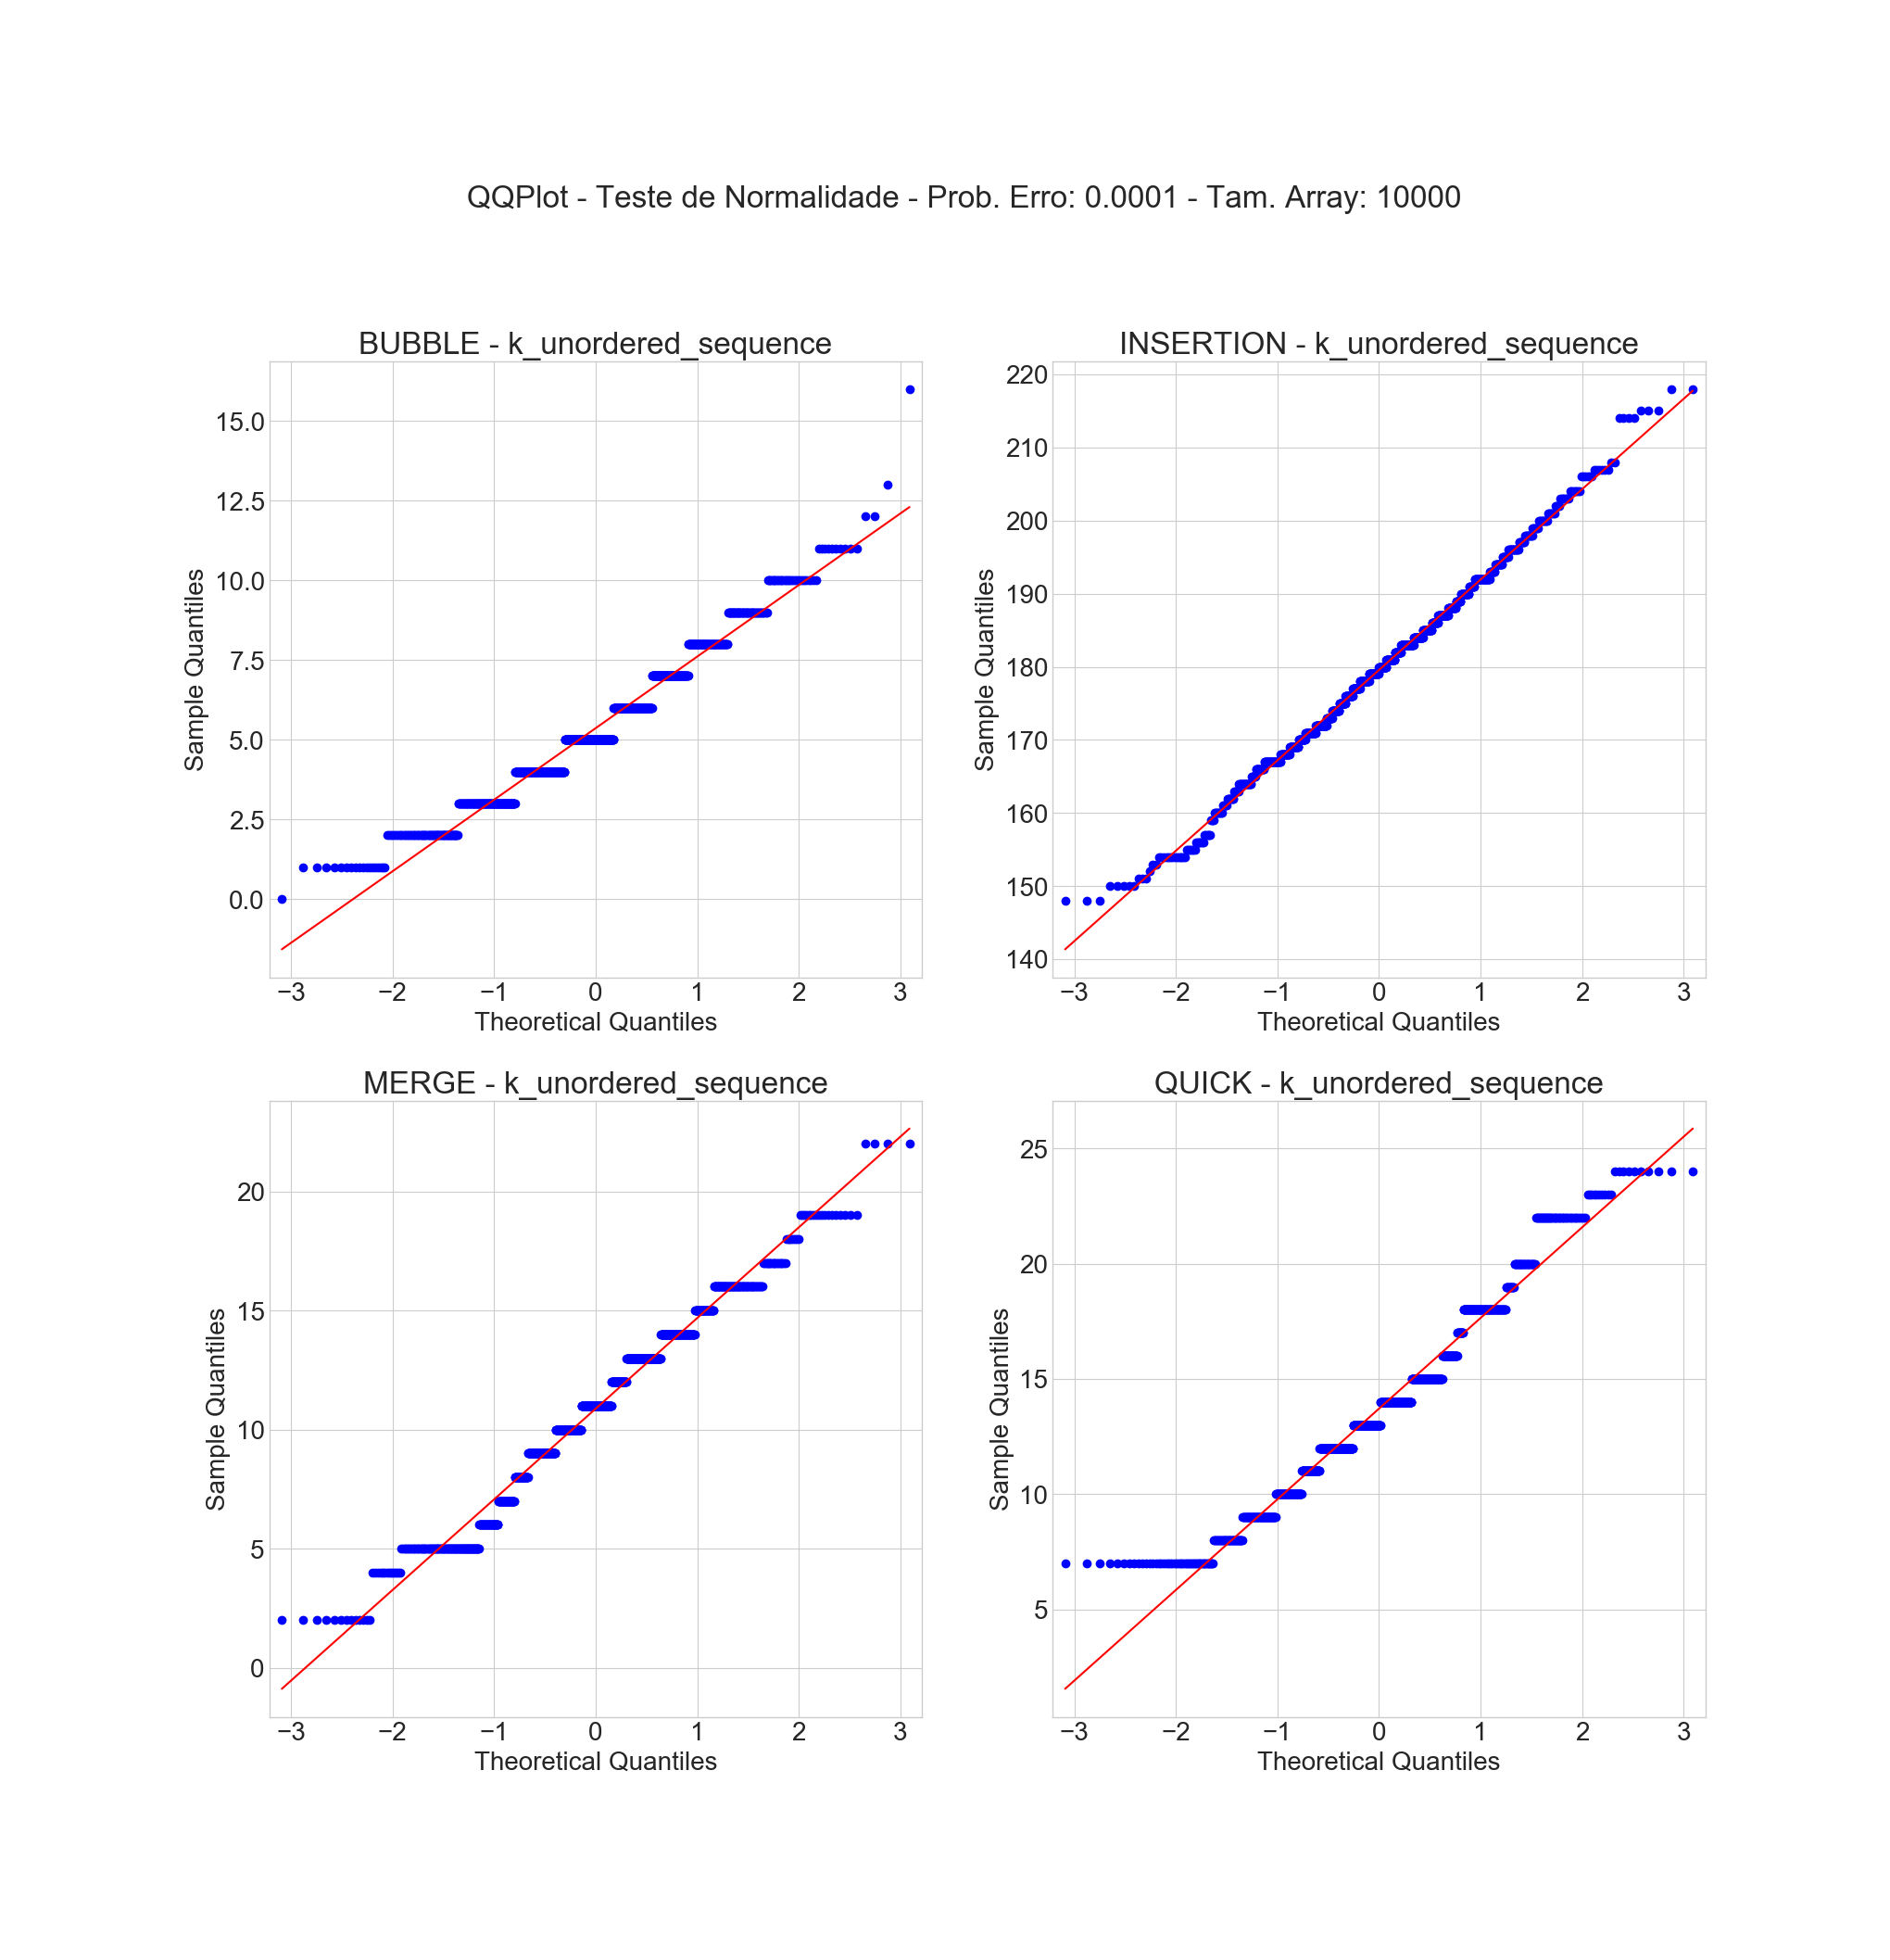 QQPlot - Teste de Normalidade - Prob. Erro: 0.0001 - Tam. Array: 10000
BUBBLE - k_unordered_sequence
15.0
12.5
10.0
7.5
5.0
2.5
0.0
Sample Quantiles
−3 −2 −1 0 1 2 3
Theoretical Quantiles
INSERTION - k_unordered_sequence
220
210
200
190
180
170
160
150
140
Sample Quantiles
−3 −2 −1 0 1 2 3
Theoretical Quantiles
MERGE - k_unordered_sequence
20
15
10
5
0
Sample Quantiles
−3 −2 −1 0 1 2 3
Theoretical Quantiles
QUICK - k_unordered_sequence
25
20
15
10
5
Sample Quantiles
−3 −2 −1 0 1 2 3
Theoretical Quantiles